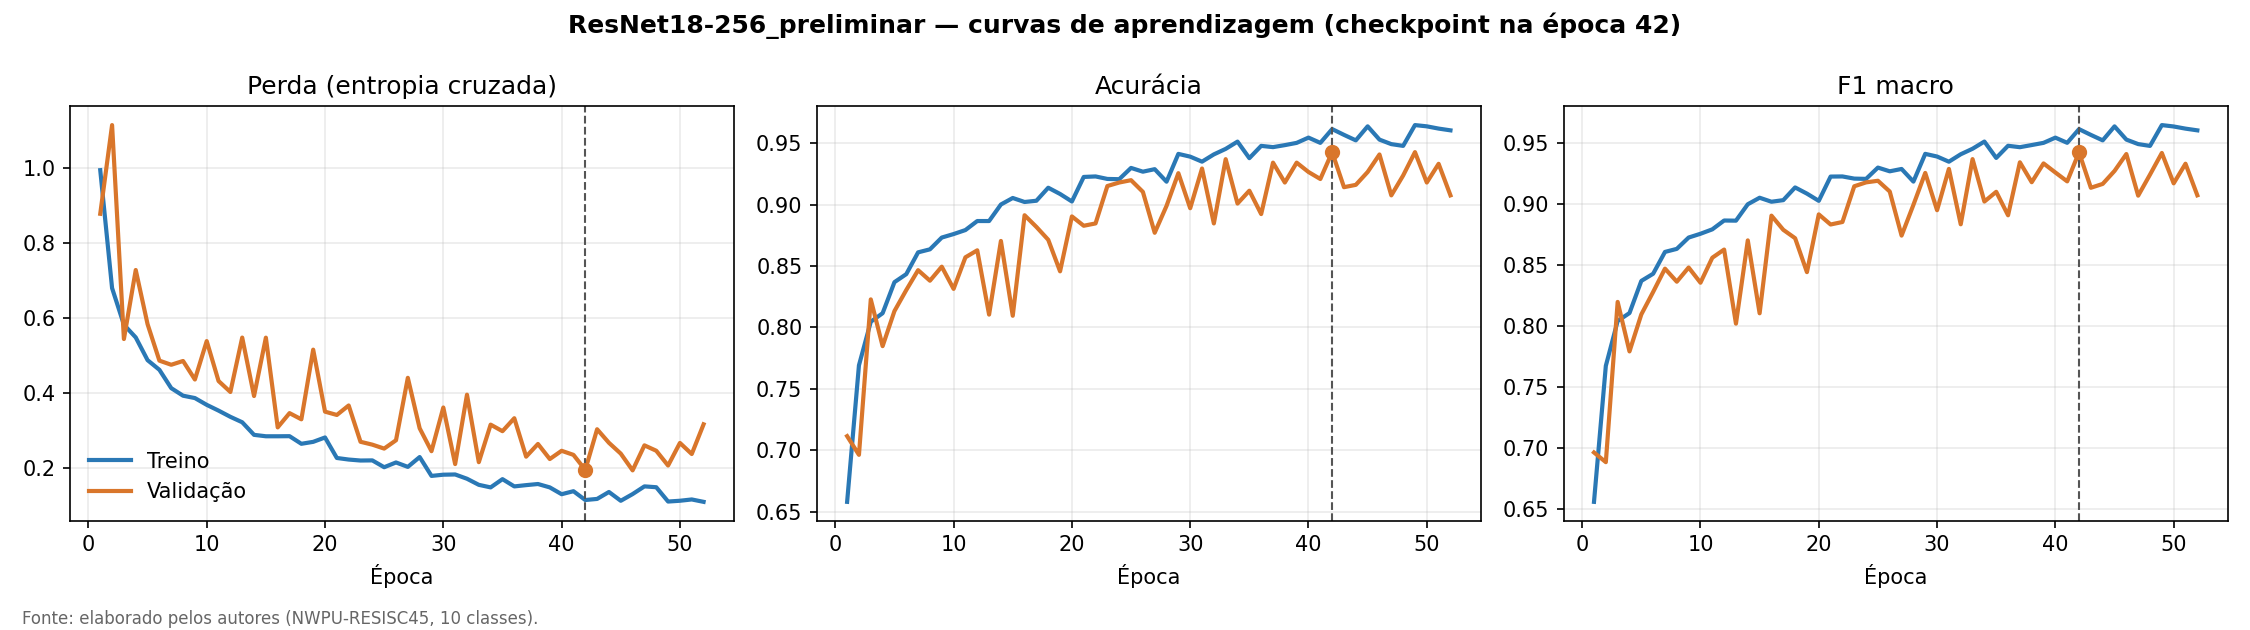 ResNet18-256_preliminar — curvas de aprendizagem (checkpoint na época 42)
Perda (entropia cruzada)
1.0
0.8
0.6
0.4
0.2
Treino
Validação
0 10 20 30 40 50
Época
Acurácia
0.95
0.90
0.85
0.80
0.75
0.70
0.65
0 10 20 30 40 50
Época
F1 macro
0.95
0.90
0.85
0.80
0.75
0.70
0.65
0 10 20 30 40 50
Época
Fonte: elaborado pelos autores (NWPU-RESISC45, 10 classes).